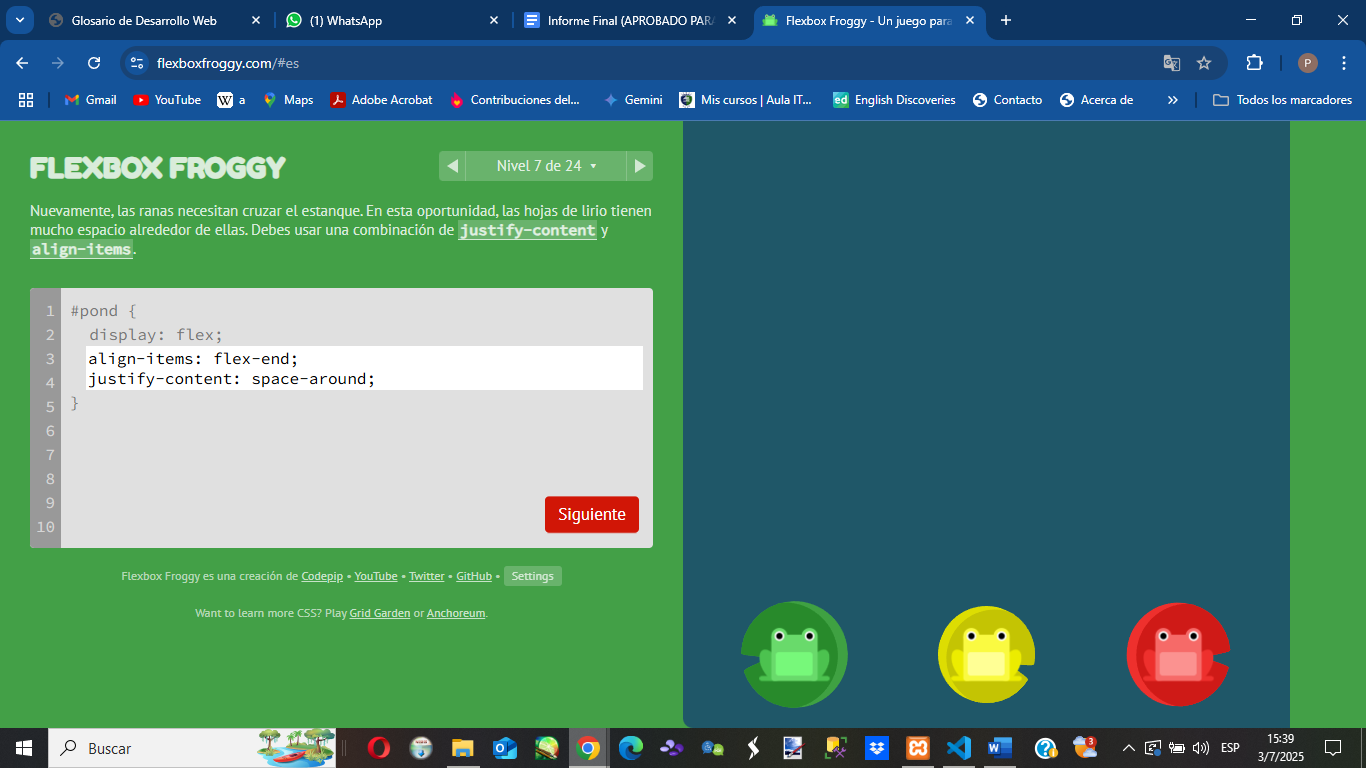 Glosario de Desarrollo Web
(1) WhatsApp
Informe Final (APROBADO PARA
Flexbox Froggy - Un juego para
flexboxfroggy.com/#es
P
Gmail
YouTube
W a
Maps
Adobe Acrobat
Contribuciones del...
Gemini
Mis cursos | Aula IT...
ed English Discoveries
Contacto
Acerca de
»
Todos los marcadores
FLEXBOX FROGGY
Nivel 7 de 24
Nuevamente, las ranas necesitan cruzar el estanque. En esta oportunidad, las hojas de lirio tienen
mucho espacio alrededor de ellas. Debes usar una combinación de justify-content y
align-items.
1 #pond {
2 display: flex;
3 align-items: flex-end;
4 justify-content: space-around;
5 }
6
7
8
9
10
Siguiente
Flexbox Froggy es una creación de Codepip • YouTube • Twitter • GitHub • Settings
Want to learn more CSS? Play Grid Garden or Anchoreum.
Buscar
3
ESP
15:39
3/7/2025